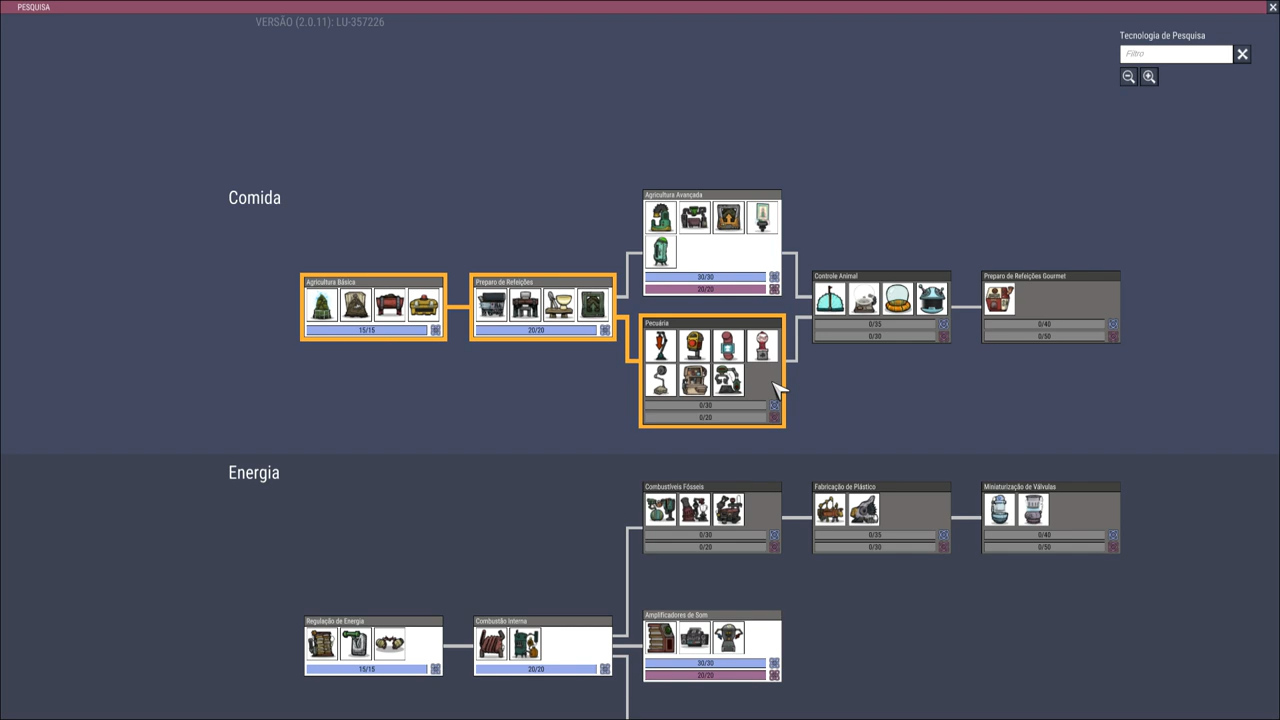 PESQUISA
VERSÃO (2.0.11): LU-357226
Tecnologia de Pesquisa
Filtro
Comida
Agricultura Avançada
30/30
20/20
Agricultura Básica
15/15
Preparo de Refeições
20/20
Pecuária
0/30
0/20
Controle Animal
0/35
0/30
Preparo de Refeições Gourmet
0/40
0/50
Energia
Combustíveis Fósseis
0/30
0/20
Fabricação de Plástico
0/35
0/30
Miniaturização de Válvulas
0/40
0/50
Regulação de Energia
15/15
Combustão Interna
20/20
Amplificadores de Som
30/30
20/20